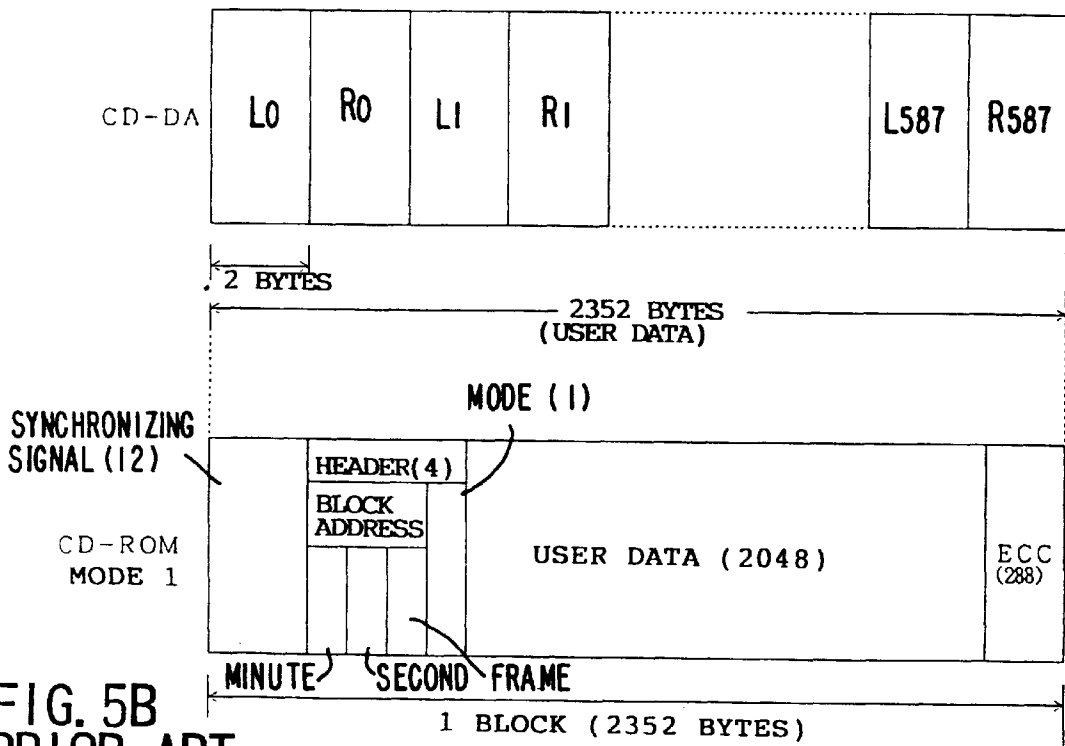 CD-DA L0 R0 L1 R1 L587 R587
2 BYTES
2352 BYTES
(USER DATA)
MODE (1)
SYNCHRONIZING
SIGNAL (12)
HEADER(4)
BLOCK
ADDRESS
CD-ROM
MODE 1
USER DATA (2048)
ECC
(288)
MINUTE SECOND FRAME
1 BLOCK (2352 BYTES)
FIG. 5B
PRIOR ART